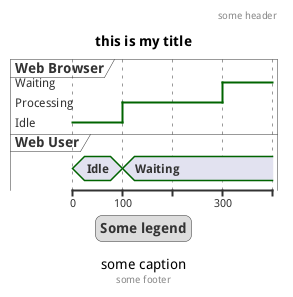 some header
this is my title
Web Browser
Waiting
Processing
Idle
Web User
Idle Waiting
0 100 300
Some legend
some caption
some footer